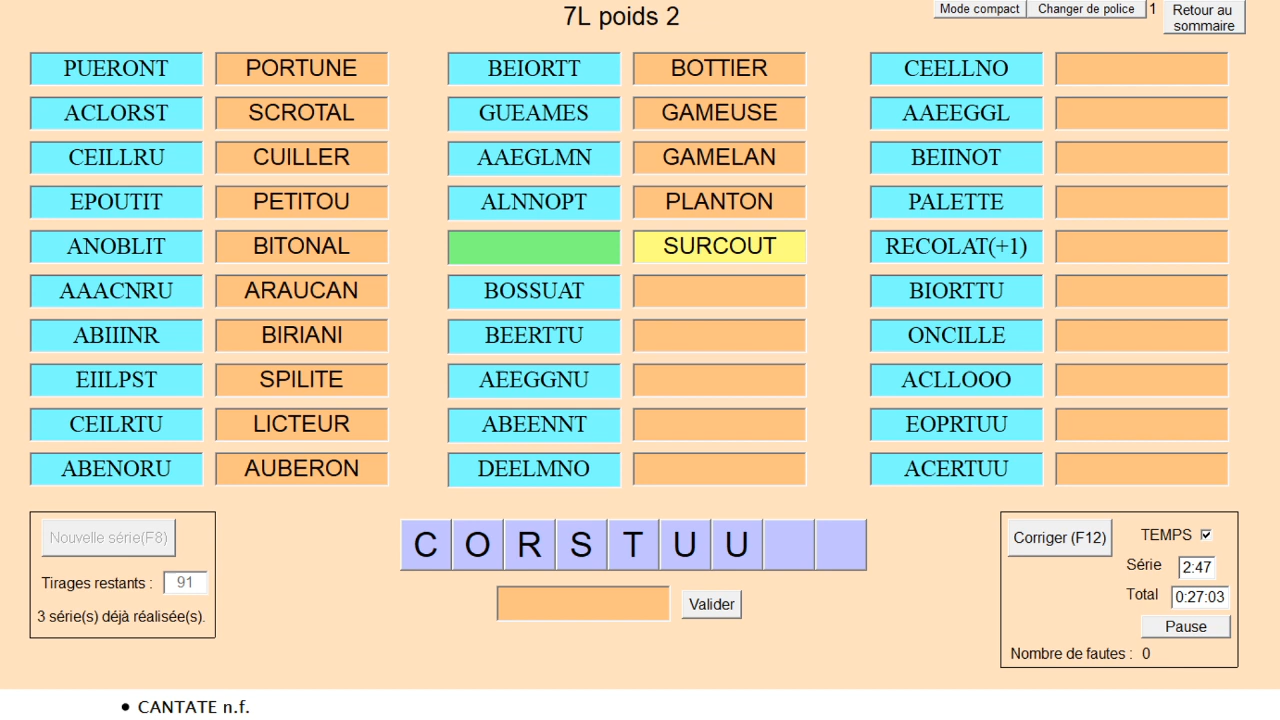 7L poids 2
Mode compact Changer de police 1 Retour au sommaire
PUERONT PORTUNE BEIORTT BOTTIER CEELLNO
ACLORST SCROTAL GUEAMES GAMEUSE AAEEGGL
CEILLRU CUILLER AAEGLMN GAMELAN BEIINOT
EPOUTIT PETITOU ALNNOPT PLANTON PALETTE
ANOBLIT BITONAL SURCOUT RECOLAT(+1)
AAACNRU ARAUCAN BOSSUAT BIORTTU
ABIIINR BIRIANI BEERTTU ONCILLE
EIILPST SPILITE AEEGGNU ACLLOOO
CEILRTU LICTEUR ABEENNT EOPRTUU
ABENORU AUBERON DEELMNO ACERTUU
Nouvelle série(F8)
Tirages restants : 91
3 série(s) déjà réalisée(s).
C O R S T U U
Valider
Corriger (F12) TEMPS
Série 2:47
Total 0:27:03
Pause
Nombre de fautes : 0
• CANTATE n.f.